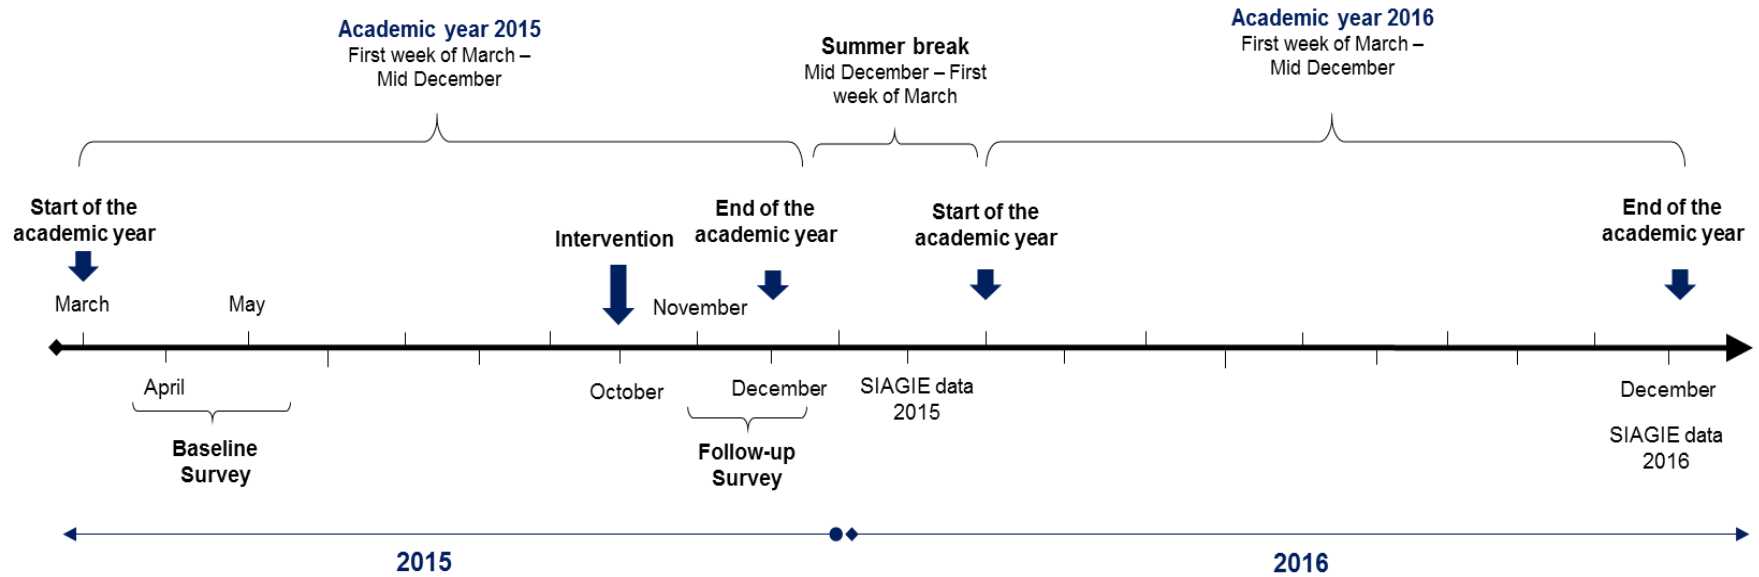 Academic year 2015
First week of March –
Mid December
Summer break
Mid December – First
week of March
Academic year 2016
First week of March –
Mid December
Start of the
academic year
Intervention
End of the
academic year
Start of the
academic year
End of the
academic year
March
May
November
April
October
December
SIAGIE data
2015
December
Baseline
Survey
Follow-up
Survey
SIAGIE data
2016
2015
2016